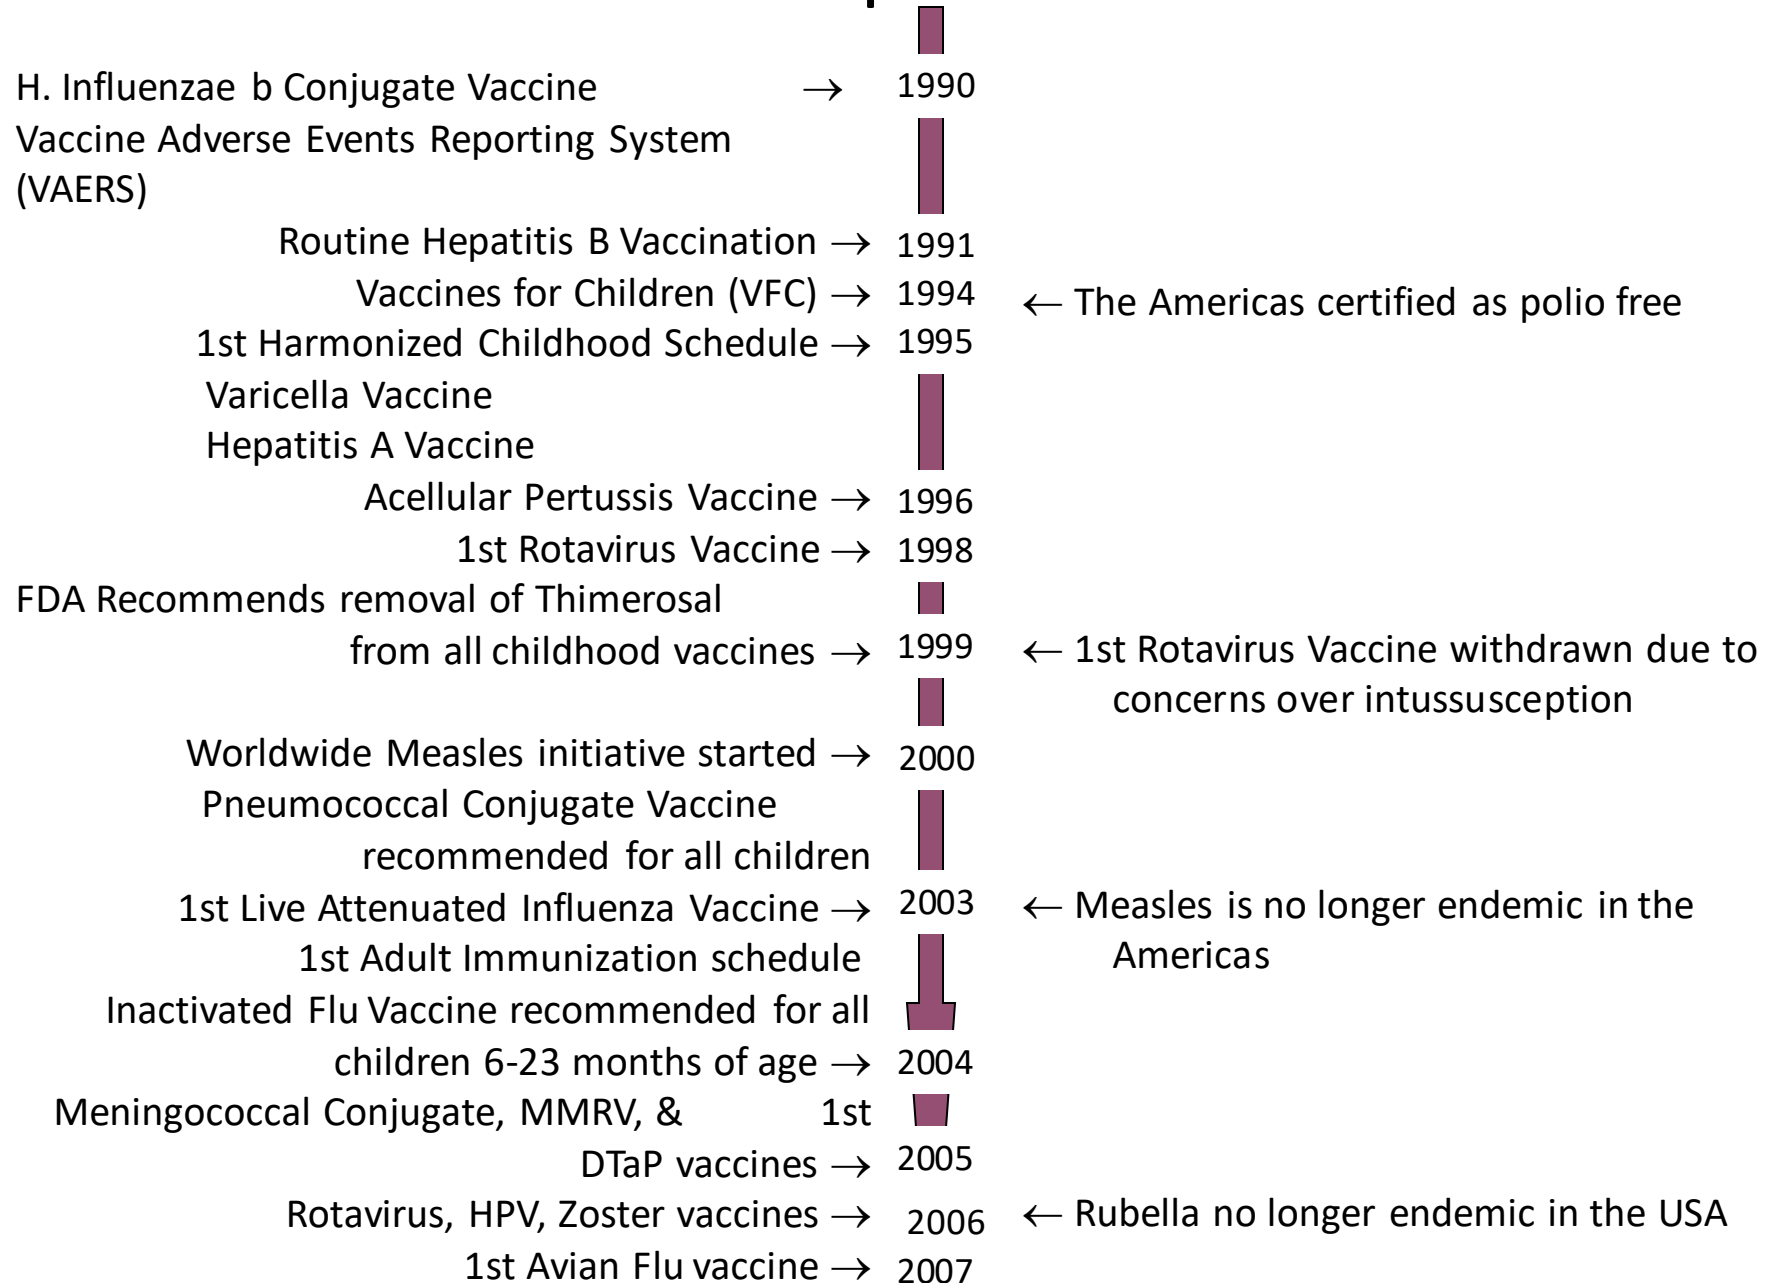 H. Influenzae b Conjugate Vaccine → 1990
Vaccine Adverse Events Reporting System
(VAERS)
Routine Hepatitis B Vaccination → 1991
Vaccines for Children (VFC) → 1994 ← The Americas certified as polio free
1st Harmonized Childhood Schedule → 1995
Varicella Vaccine
Hepatitis A Vaccine
Acellular Pertussis Vaccine → 1996
1st Rotavirus Vaccine → 1998
FDA Recommends removal of Thimerosal
from all childhood vaccines → 1999 ← 1st Rotavirus Vaccine withdrawn due to
concerns over intussusception
Worldwide Measles initiative started → 2000
Pneumococcal Conjugate Vaccine
recommended for all children
1st Live Attenuated Influenza Vaccine → 2003 ← Measles is no longer endemic in the
1st Adult Immunization schedule Americas
Inactivated Flu Vaccine recommended for all
children 6-23 months of age → 2004
Meningococcal Conjugate, MMRV, & 1st
DTaP vaccines → 2005
Rotavirus, HPV, Zoster vaccines → 2006 ← Rubella no longer endemic in the USA
1st Avian Flu vaccine → 2007